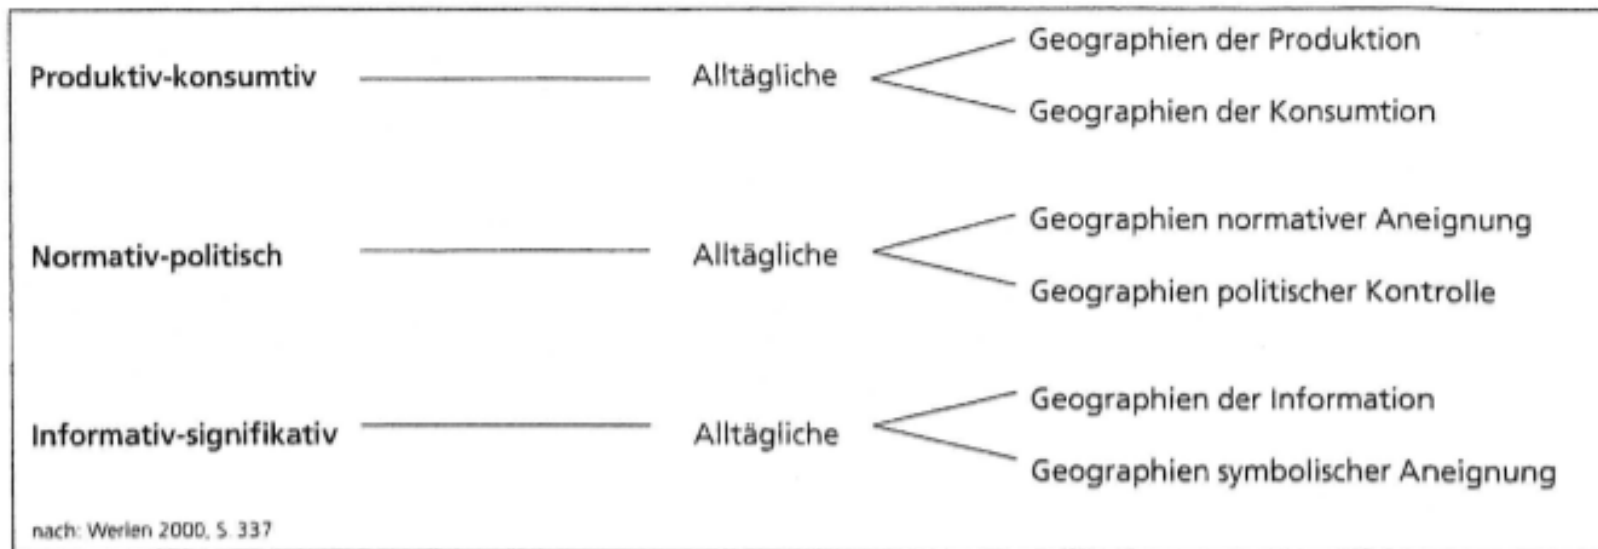 Geographien der Produktion
Produktiv-konsumtiv Alltägliche
Geographien der Konsumtion
Geographien normativer Aneignung
Normativ-politisch Alltägliche
Geographien politischer Kontrolle
Geographien der Information
Informativ-signifikativ Alltägliche
Geographien symbolischer Aneignung
nach: Werlen 2000, S. 337